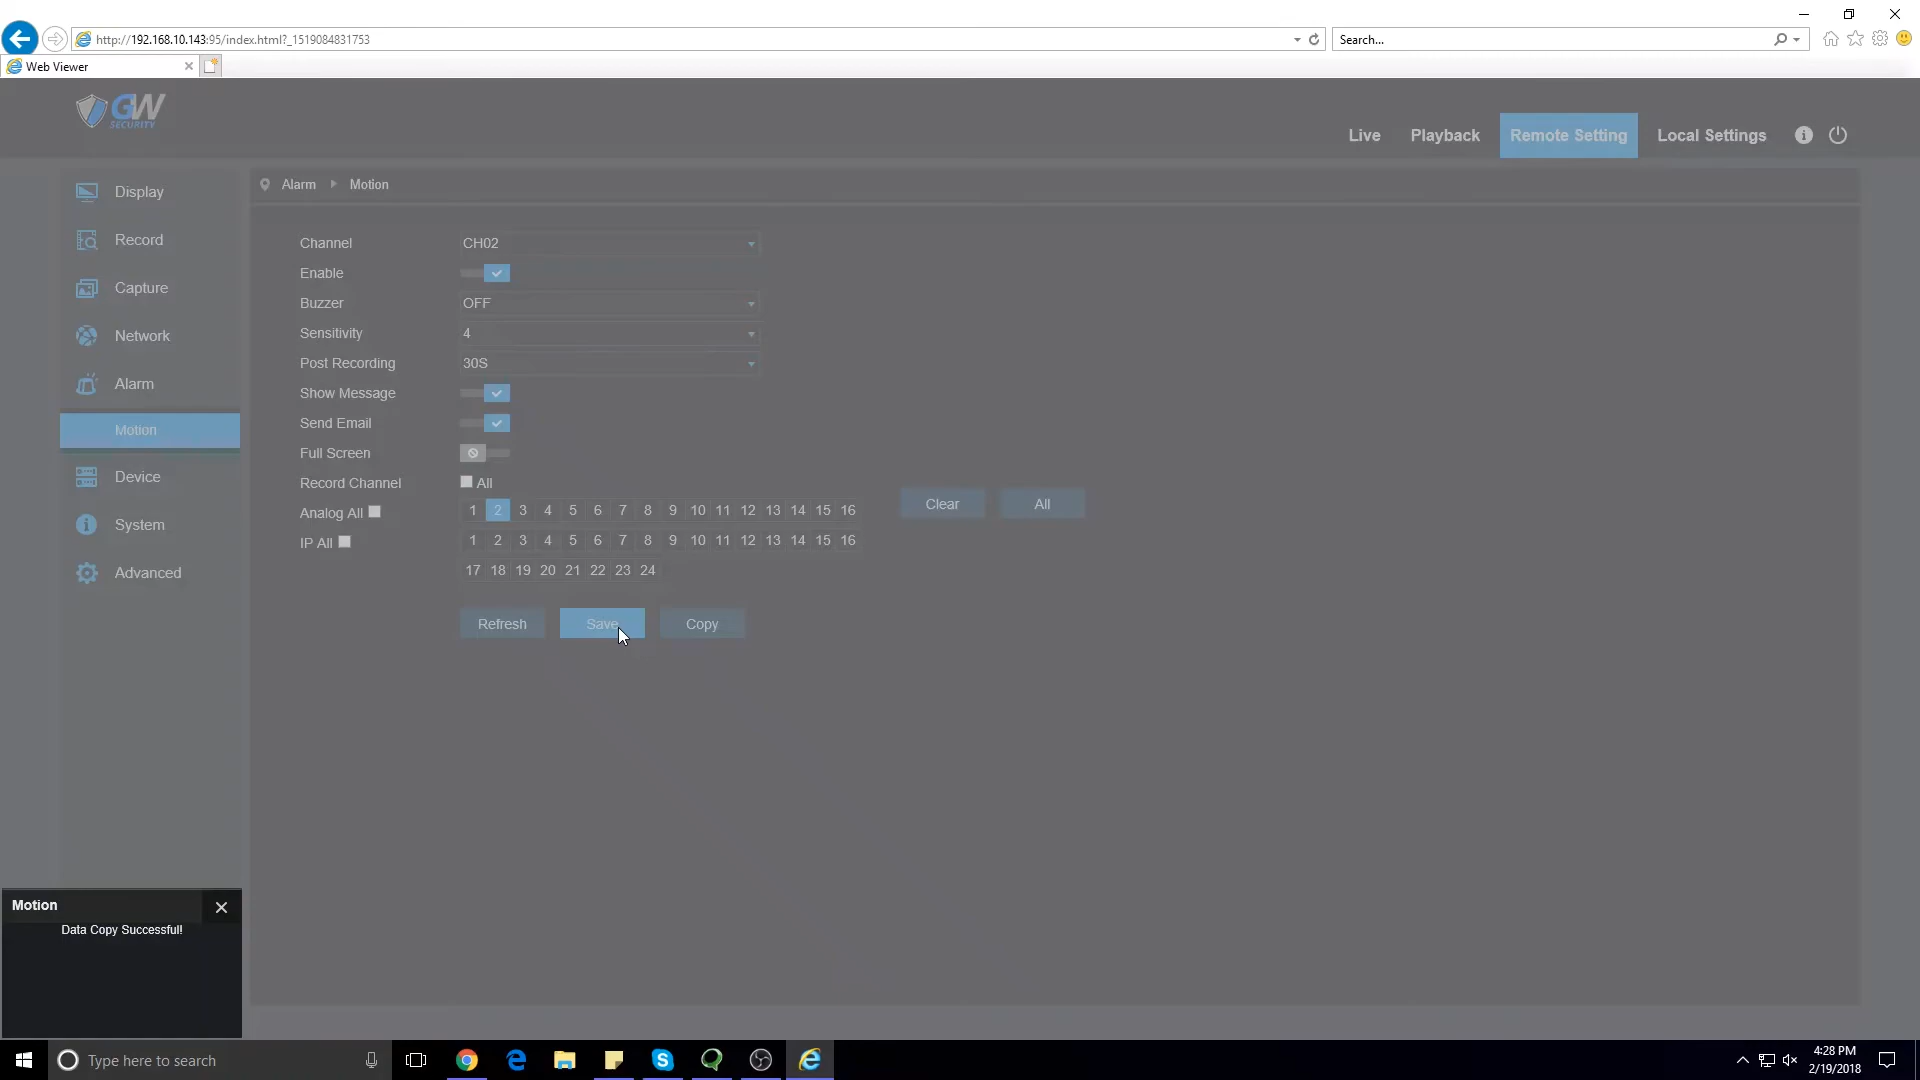 http://192.168.10.143:95/index.html?_1519084831753
Search...
Web Viewer
GW
SECURITY
Live Playback Remote Setting Local Settings
Display
Record
Capture
Network
Alarm
Motion
Device
System
Advanced
Alarm Motion
Channel CH02
Enable
Buzzer OFF
Sensitivity 4
Post Recording 30S
Show Message
Send Email
Full Screen
Record Channel All
Analog All 1 2 3 4 5 6 7 8 9 10 11 12 13 14 15 16
IP All 1 2 3 4 5 6 7 8 9 10 11 12 13 14 15 16
17 18 19 20 21 22 23 24
Clear All
Refresh Save Copy
Motion
Data Copy Successful!
Type here to search
4:28 PM
2/19/2018